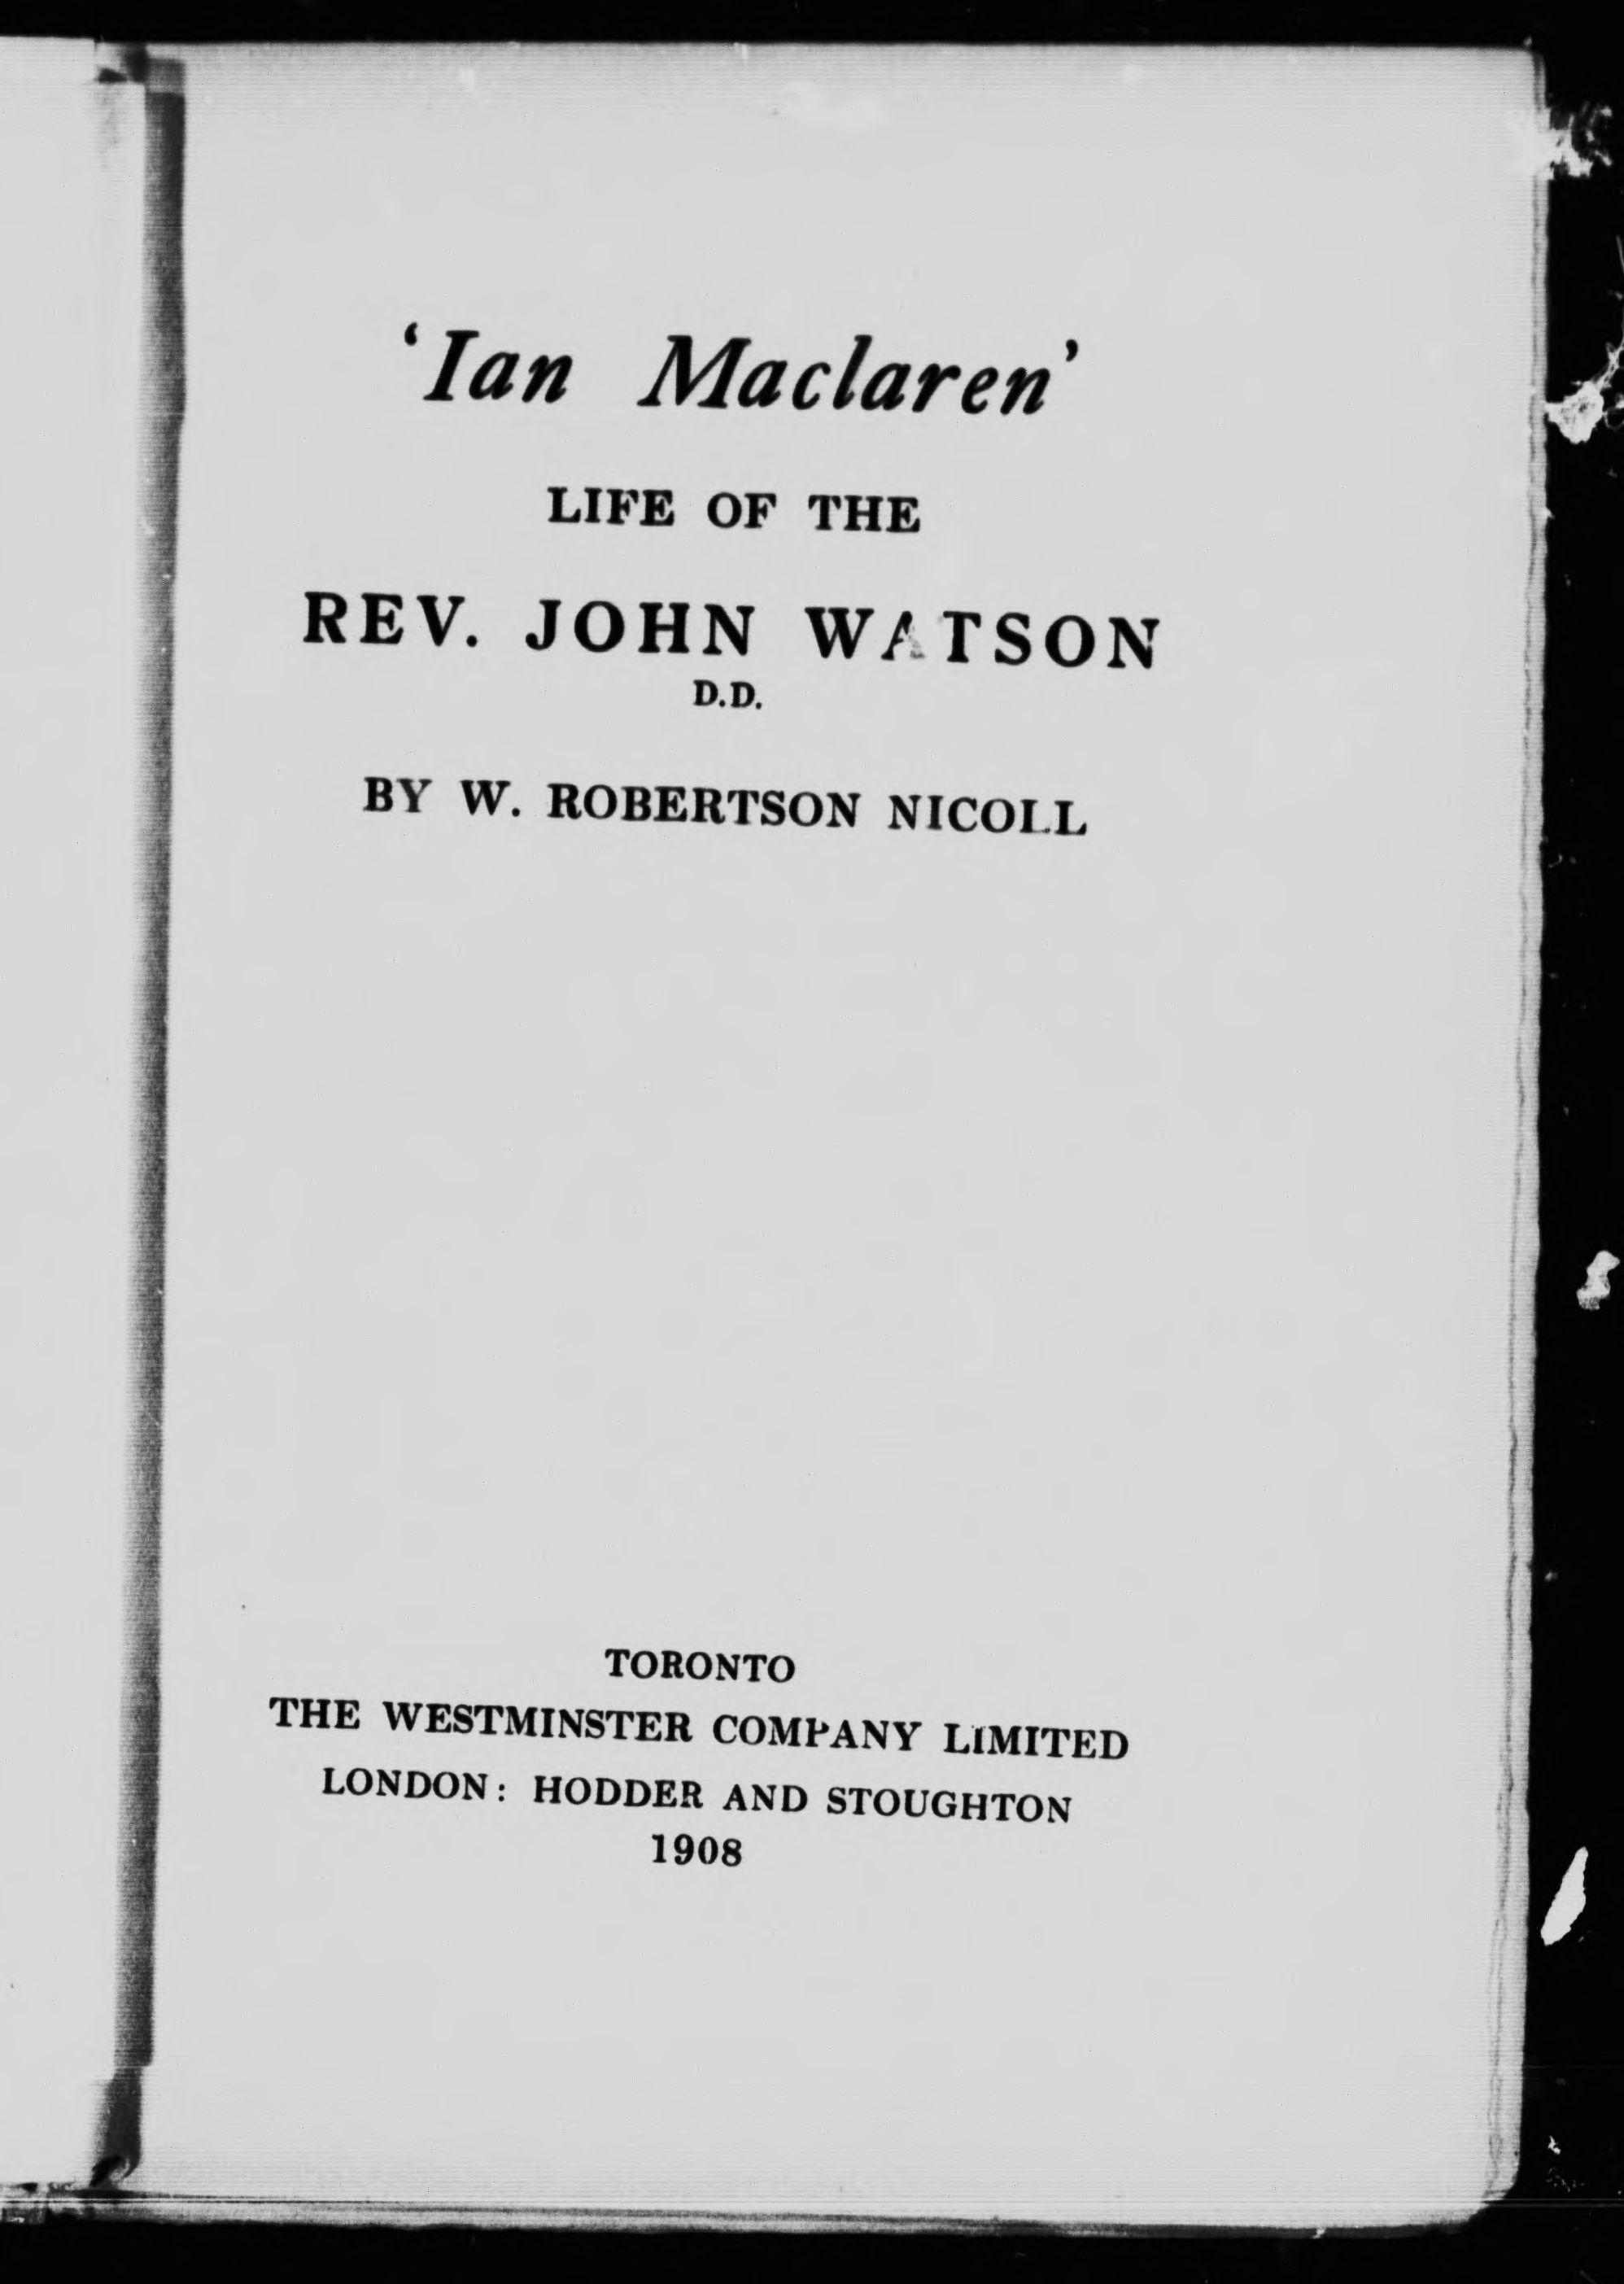 ‘Ian Maclaren’
LIFE OF THE
REV. JOHN WATSON
D.D.
BY W. ROBERTSON NICOLL
TORONTO
THE WESTMINSTER COMPANY LIMITED
LONDON: HODDER AND STOUGHTON
1908